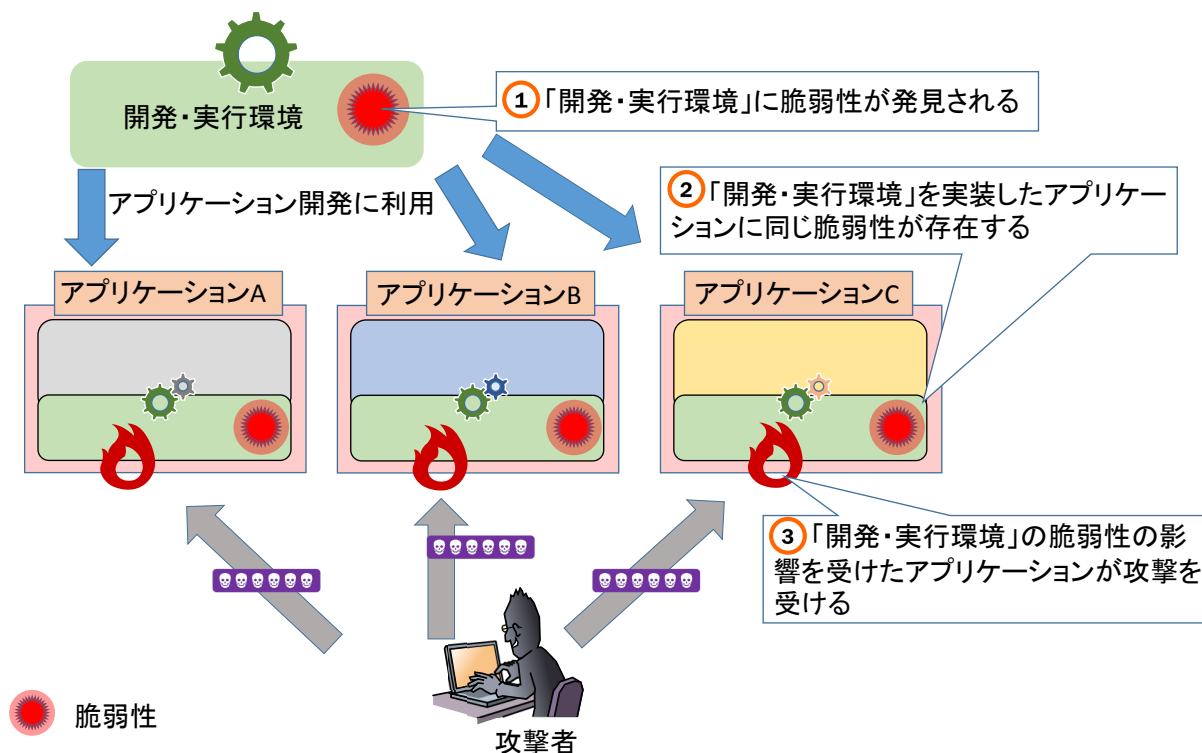 開発・実行環境
① 「開発・実行環境」に脆弱性が発見される
アプリケーション開発に利用
② 「開発・実行環境」を実装したアプリケー
ションに同じ脆弱性が存在する
アプリケーションA
アプリケーションB
アプリケーションC
③ 「開発・実行環境」の脆弱性の影
響を受けたアプリケーションが攻撃を
受ける
脆弱性
攻撃者